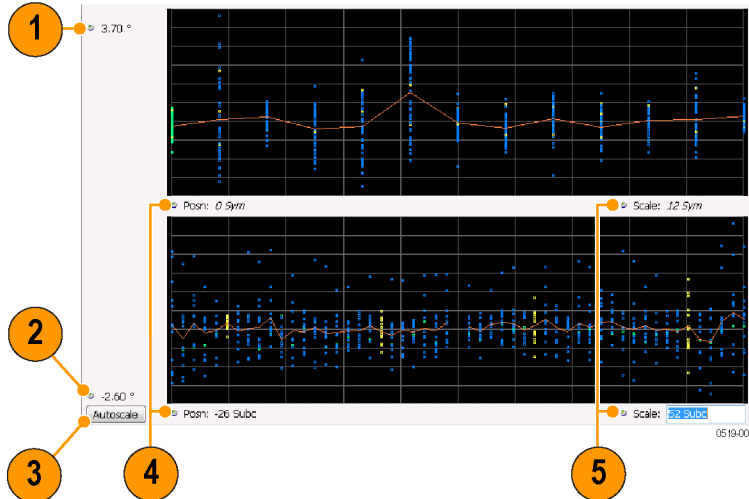 1
3.70 °
Posn: 0 Sym
Scale: 12 Sym
2
-2.60 °
Autoscale
Posn: -26 Subc
Scale: 52 Subc
0519-00
3
4
5